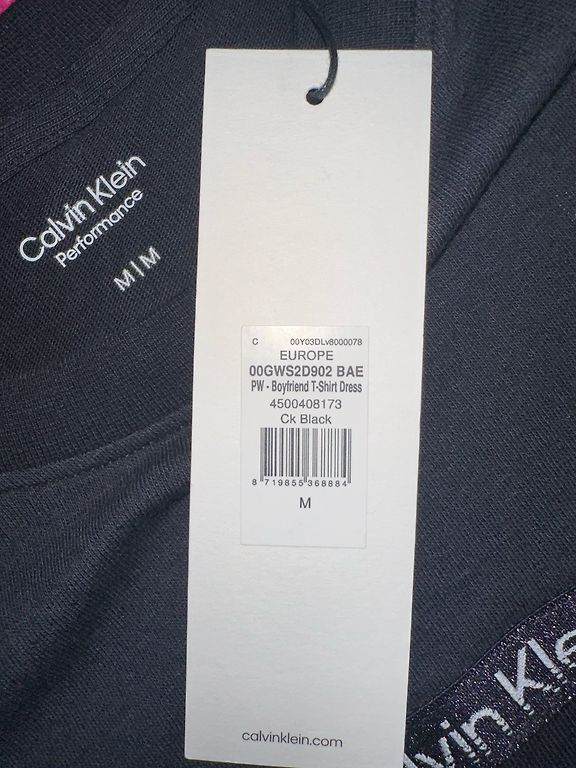 Calvin Klein
Performance
M|M
C 00Y03DLv8000078
EUROPE
00GWS2D902 BAE
PW - Boyfriend T-Shirt Dress
4500408173
Ck Black
8 719855 368884
M
calvinklein.com
Calvin Kle